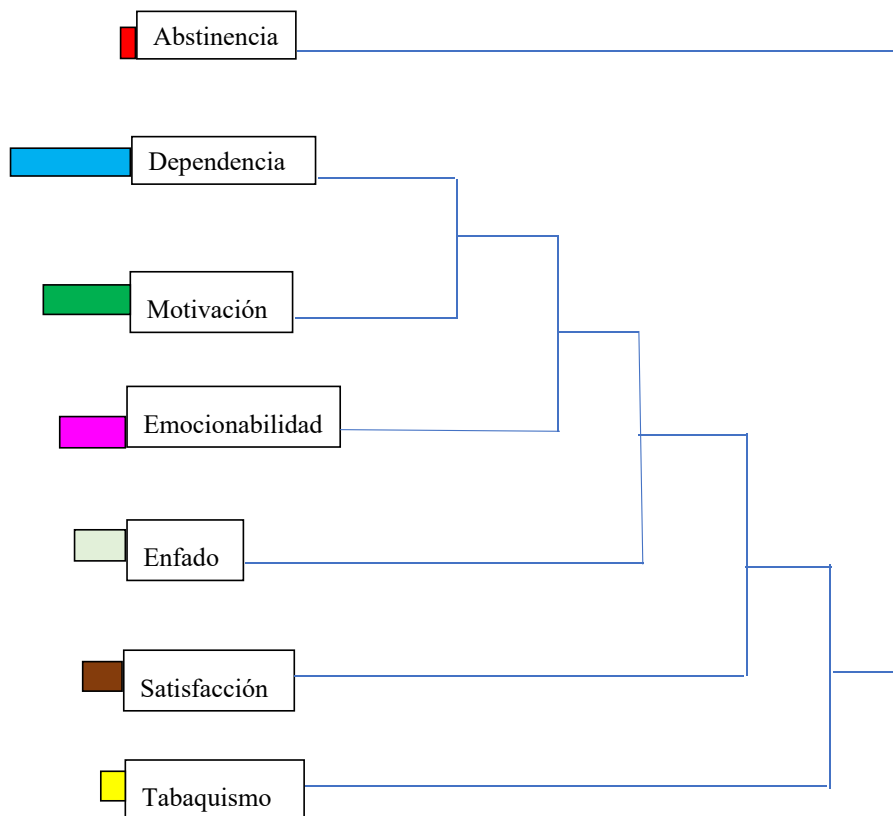 Abstinencia
Dependencia
Motivación
Emocionabilidad
Enfado
Satisfacción
Tabaquismo